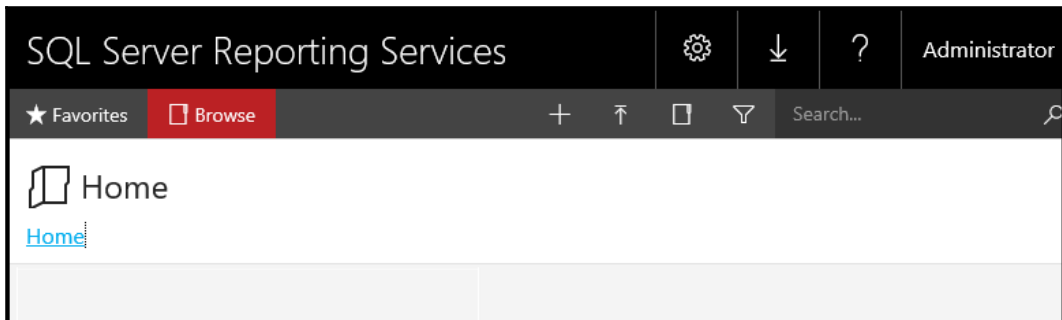 SQL Server Reporting Services ? Administrator
Favorites Browse Search...
Home
Home